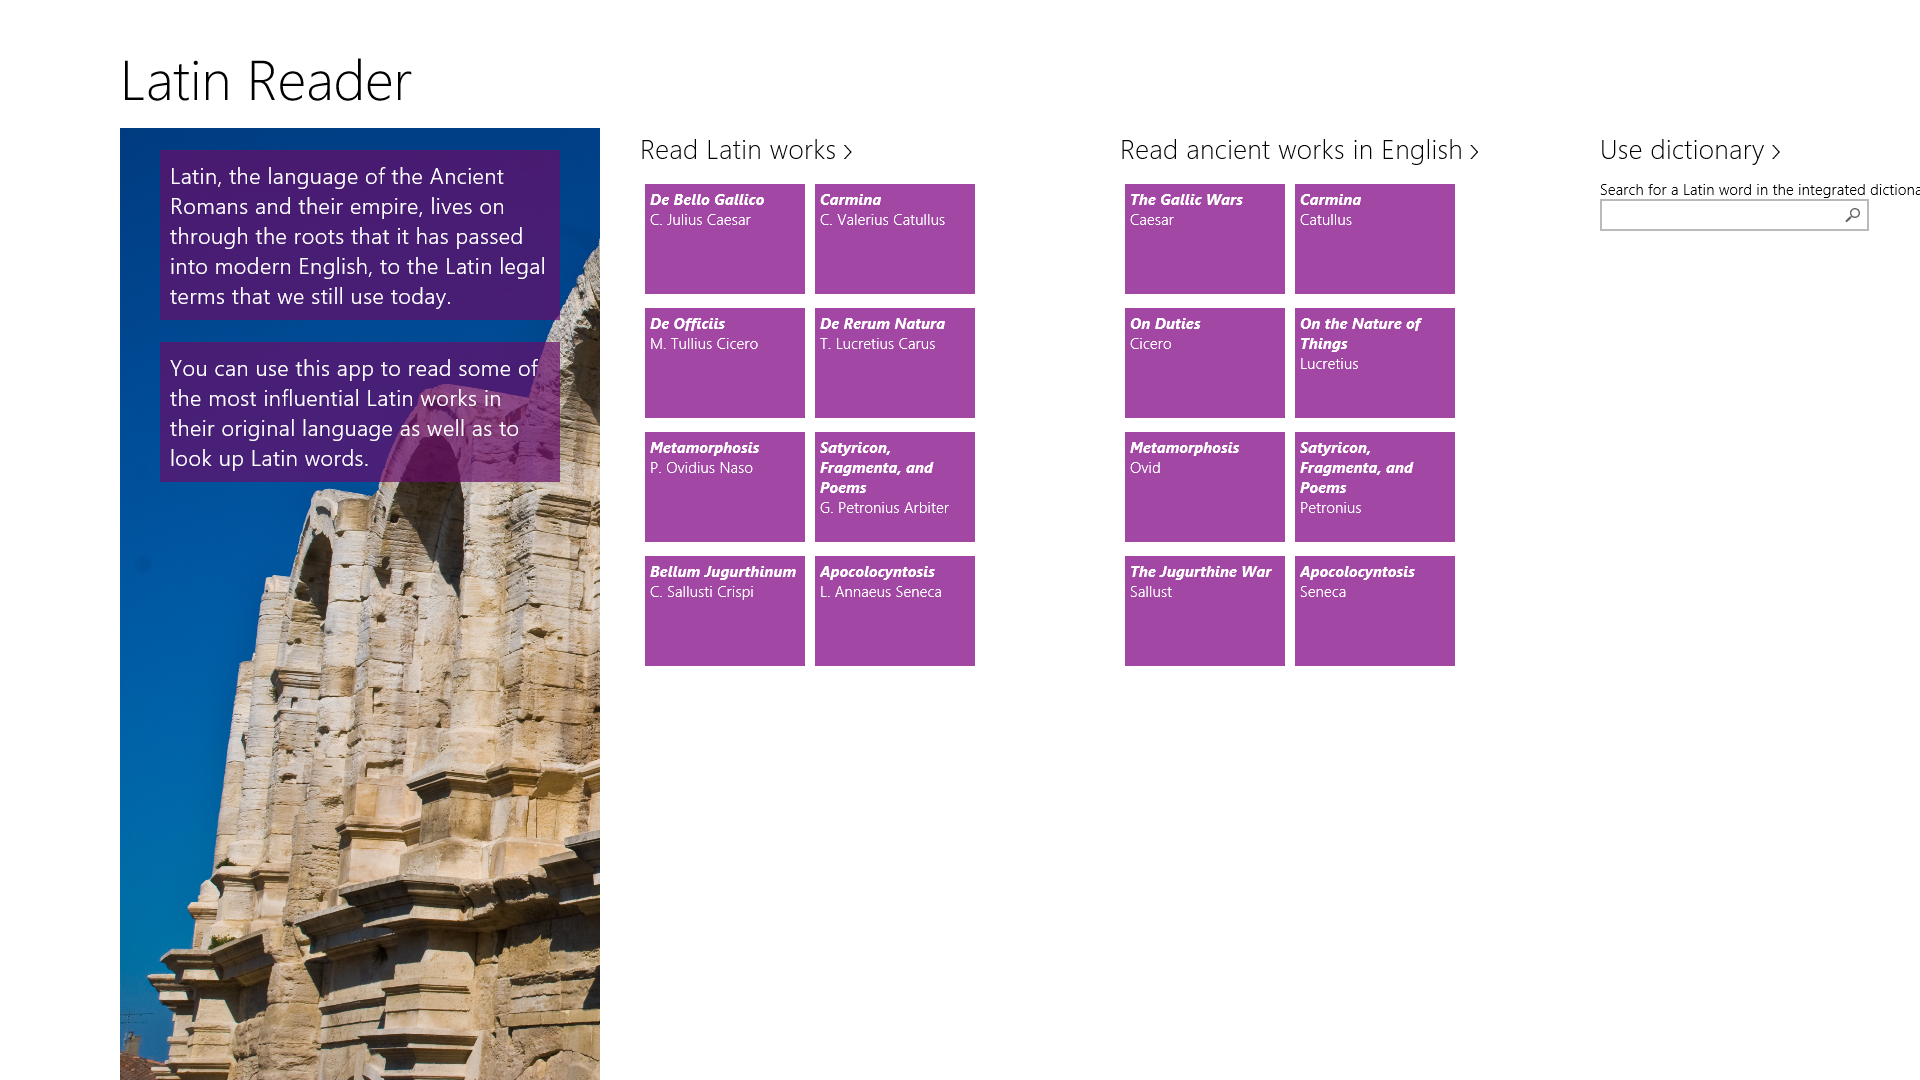 Latin Reader
Latin, the language of the Ancient
Romans and their empire, lives on
through the roots that it has passed
into modern English, to the Latin legal
terms that we still use today.
You can use this app to read some of
the most influential Latin works in
their original language as well as to
look up Latin words.
Read Latin works
De Bello Gallico
C. Julius Caesar
Carmina
C. Valerius Catullus
De Officiis
M. Tullius Cicero
De Rerum Natura
T. Lucretius Carus
Metamorphosis
P. Ovidius Naso
Satyricon,
Fragmenta, and
Poems
G. Petronius Arbiter
Bellum Jugurthinum
C. Sallusti Crispi
Apocolocyntosis
L. Annaeus Seneca
Read ancient works in English
The Gallic Wars
Caesar
Carmina
Catullus
On Duties
Cicero
On the Nature of
Things
Lucretius
Metamorphosis
Ovid
Satyricon,
Fragmenta, and
Poems
Petronius
The Jugurthine War
Sallust
Apocolocyntosis
Seneca
Use dictionary
Search for a Latin word in the integrated dictiona